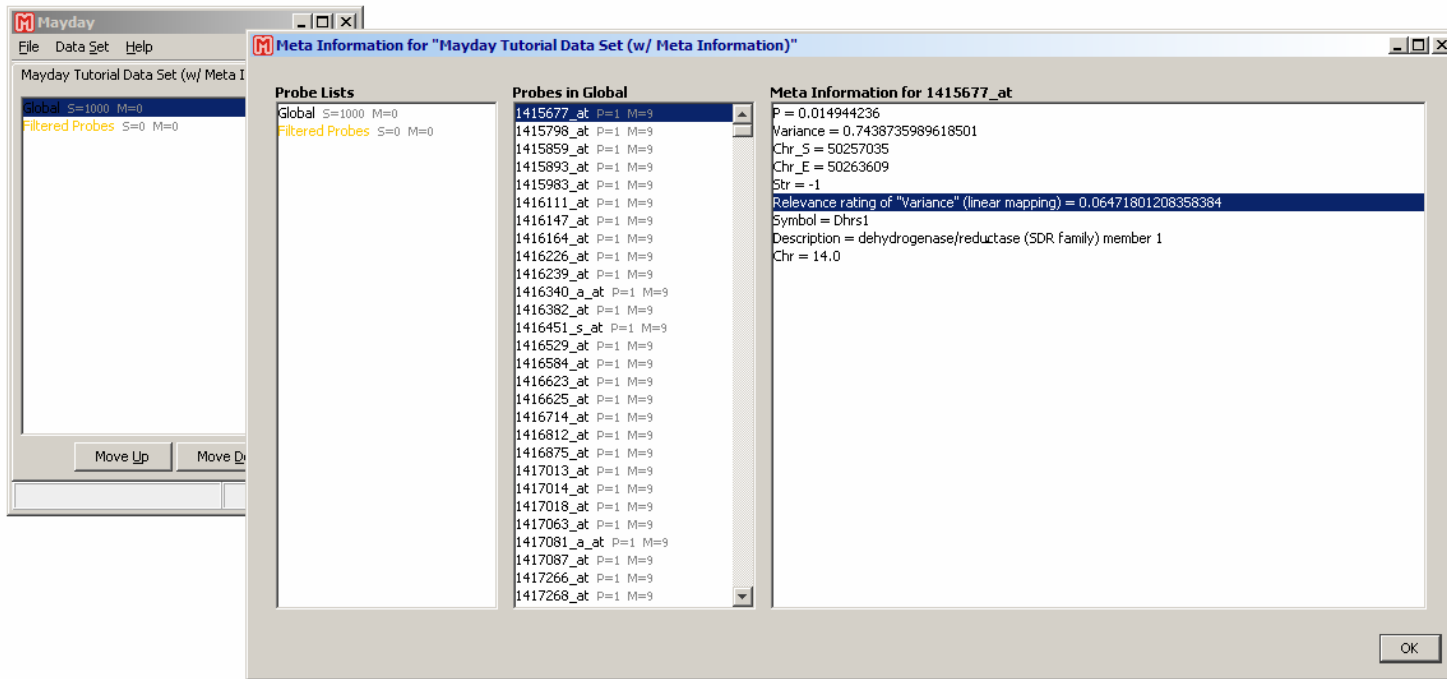 Mayday
File Data Set Help
Mayday Tutorial Data Set (w/ Meta I
Global S=1000 M=0
Filtered Probes S=0 M=0
Move Up
Move D
Meta Information for "Mayday Tutorial Data Set (w/ Meta Information)"
Probe Lists
Global S=1000 M=0
Filtered Probes S=0 M=0
Probes in Global
1415677_at P=1 M=9
1415798_at P=1 M=9
1415859_at P=1 M=9
1415893_at P=1 M=9
1415983_at P=1 M=9
1416111_at P=1 M=9
1416147_at P=1 M=9
1416164_at P=1 M=9
1416226_at P=1 M=9
1416239_at P=1 M=9
1416340_a_at P=1 M=9
1416382_at P=1 M=9
1416451_s_at P=1 M=9
1416529_at P=1 M=9
1416584_at P=1 M=9
1416623_at P=1 M=9
1416625_at P=1 M=9
1416714_at P=1 M=9
1416812_at P=1 M=9
1416875_at P=1 M=9
1417013_at P=1 M=9
1417014_at P=1 M=9
1417018_at P=1 M=9
1417063_at P=1 M=9
1417081_a_at P=1 M=9
1417087_at P=1 M=9
1417266_at P=1 M=9
1417268_at P=1 M=9
Meta Information for 1415677_at
P = 0.014944236
Variance = 0.7438735989618501
Chr_S = 50257035
Chr_E = 50263609
Str = -1
Relevance rating of "Variance" (linear mapping) = 0.06471801208358384
Symbol = Dhrs1
Description = dehydrogenase/reductase (SDR family) member 1
Chr = 14.0
OK